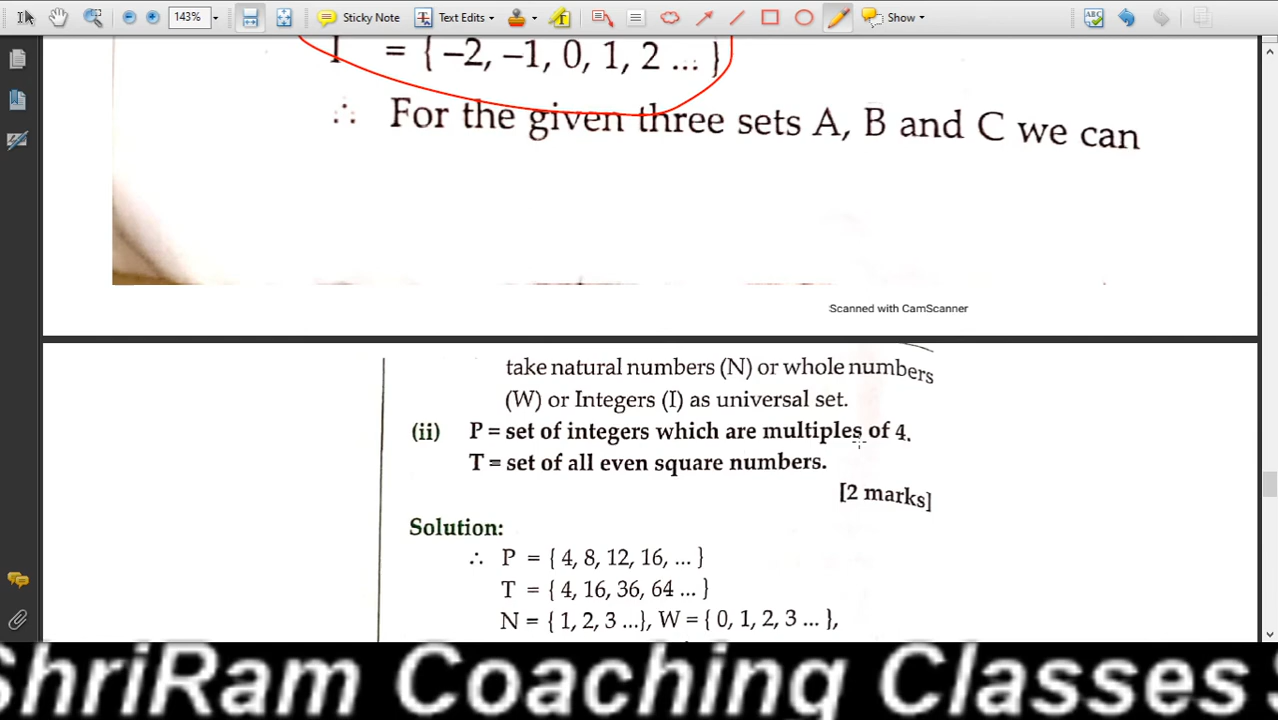 143%
Sticky Note
Text Edits
Show
= { –2, –1, 0, 1, 2 ... }
∴ For the given three sets A, B and C we can
Scanned with CamScanner
take natural numbers (N) or whole numbers
(W) or Integers (I) as universal set.
(ii) P = set of integers which are multiples of 4.
T = set of all even square numbers.
[2 marks]
Solution:
∴ P = { 4, 8, 12, 16, ... }
T = { 4, 16, 36, 64 ... }
N = { 1, 2, 3 ...}, W = { 0, 1, 2, 3 ... },
ShriRam Coaching Classes S